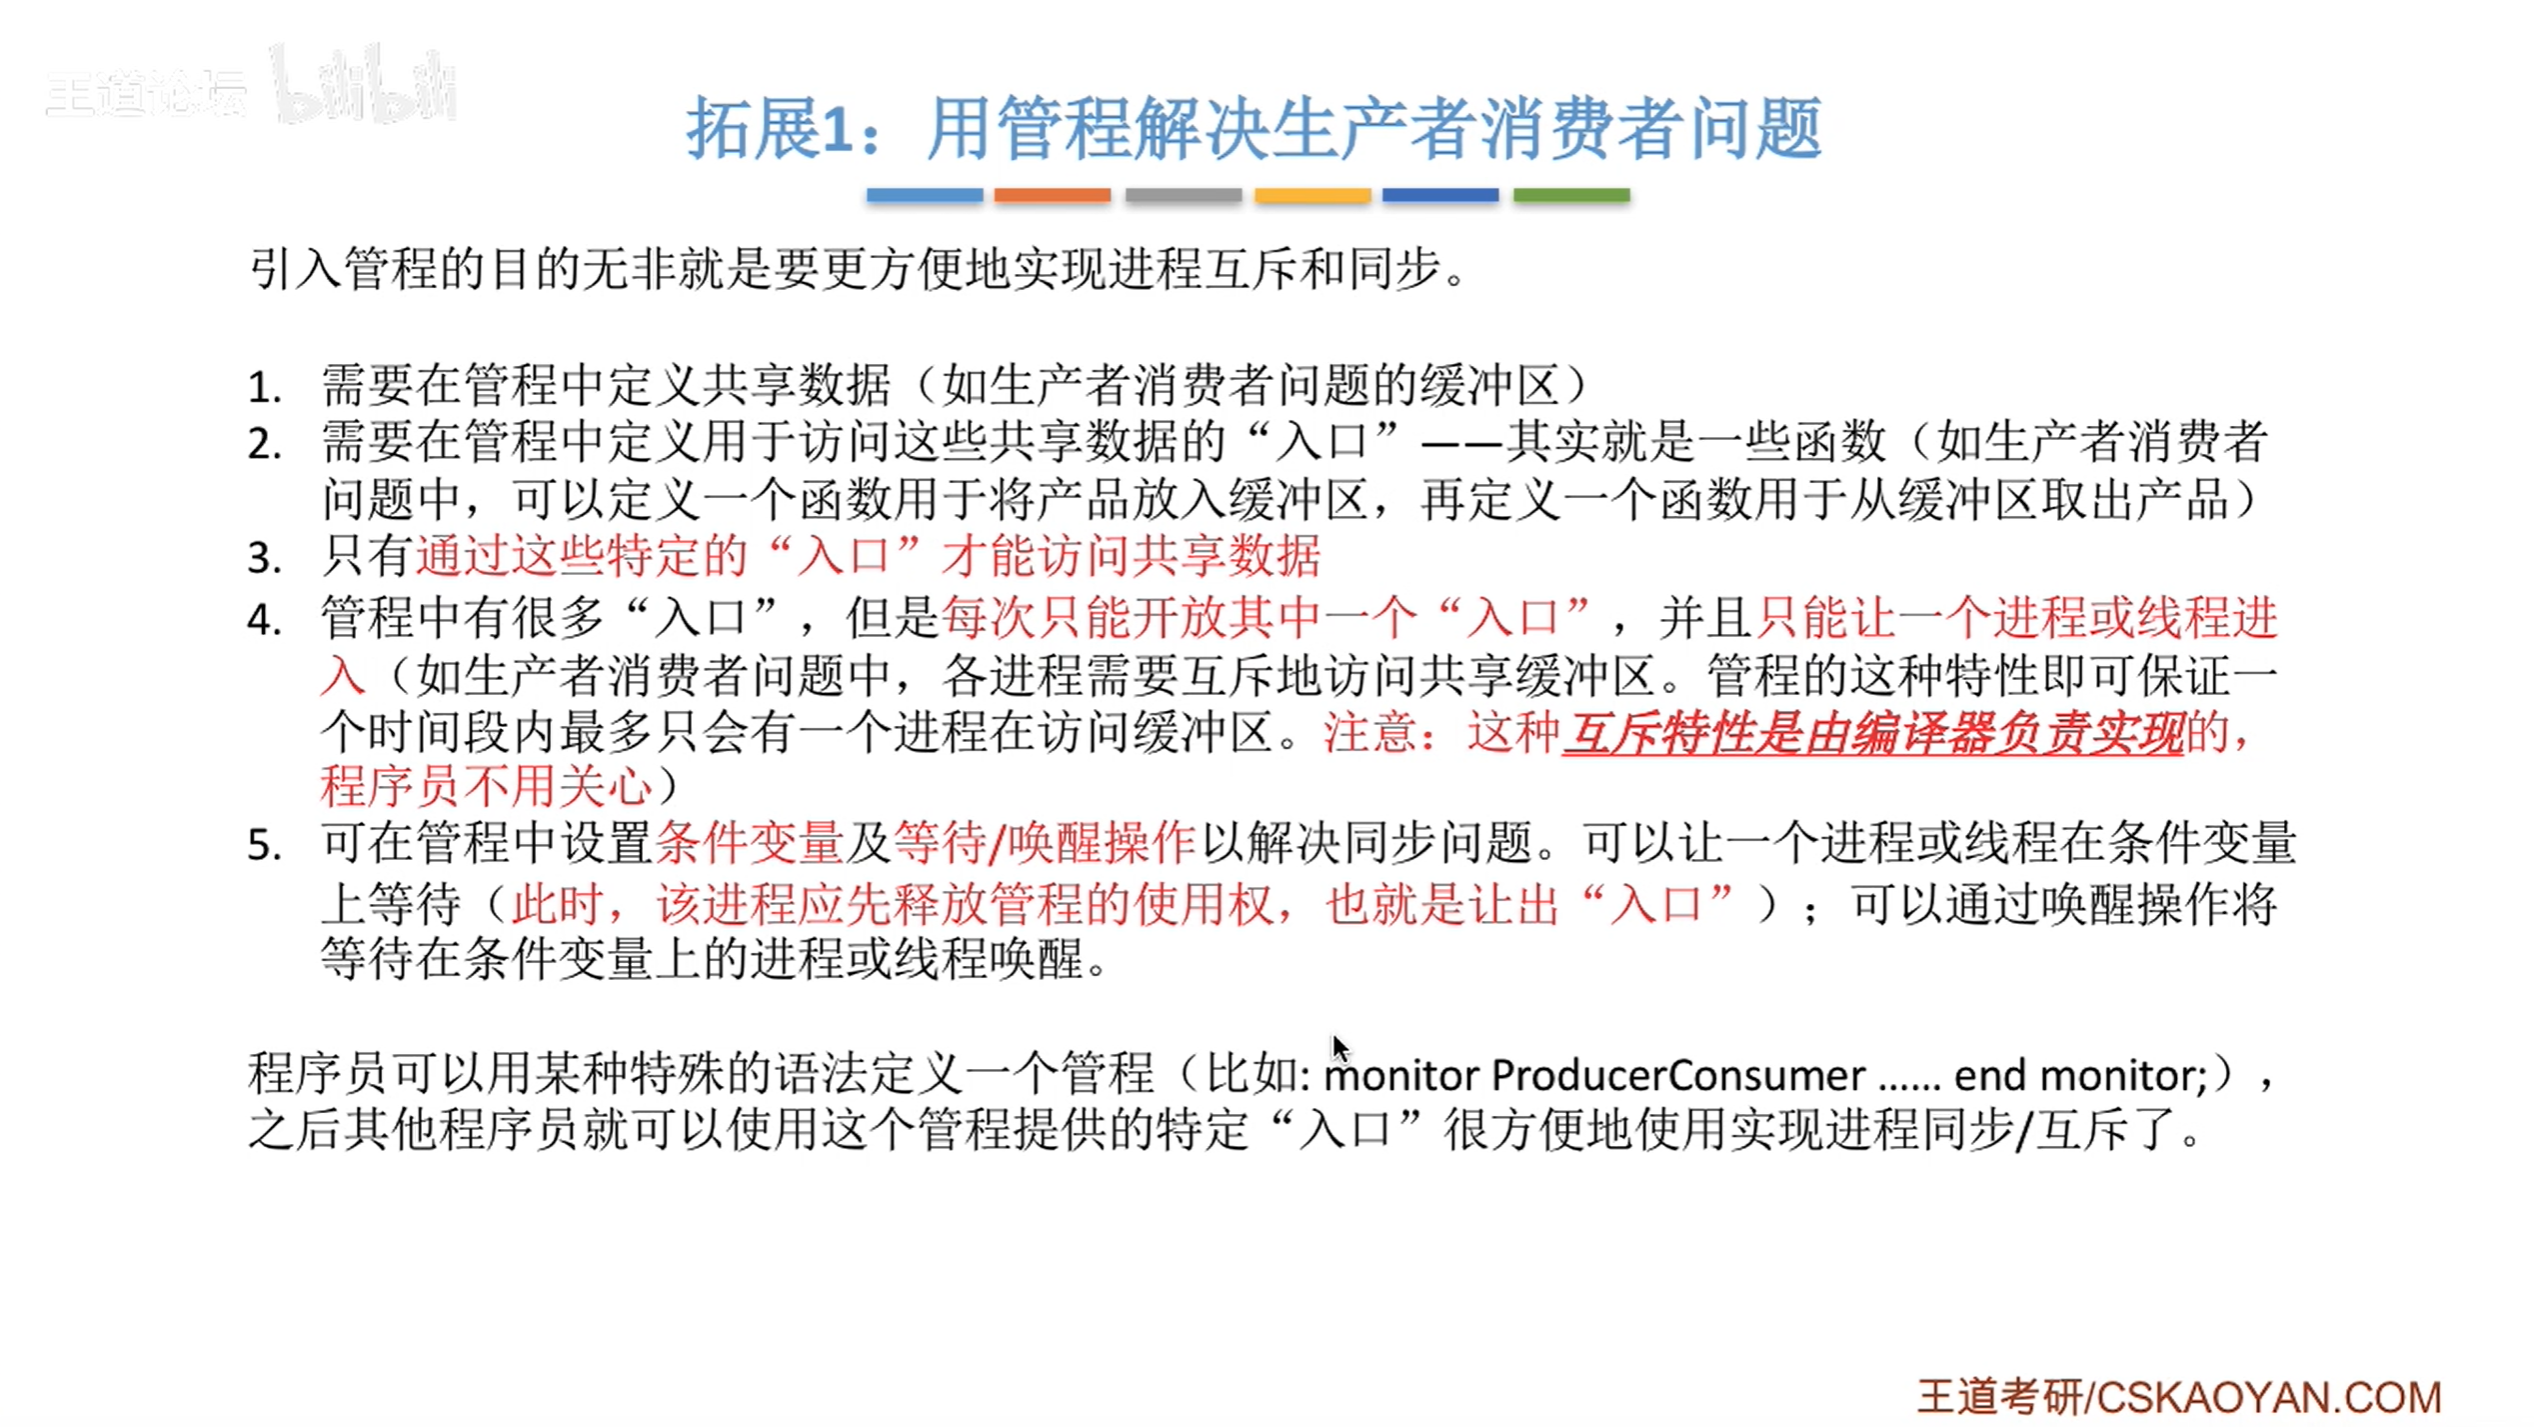 王道论坛 bilibili
拓展1：用管程解决生产者消费者问题
引入管程的目的无非就是要更方便地实现进程互斥和同步。
1. 需要在管程中定义共享数据（如生产者消费者问题的缓冲区）
2. 需要在管程中定义用于访问这些共享数据的“入口”——其实就是一些函数（如生产者消费者
问题中，可以定义一个函数用于将产品放入缓冲区，再定义一个函数用于从缓冲区取出产品）
3. 只有通过这些特定的“入口”才能访问共享数据
4. 管程中有很多“入口”，但是每次只能开放其中一个“入口”，并且只能让一个进程或线程进
入（如生产者消费者问题中，各进程需要互斥地访问共享缓冲区。管程的这种特性即可保证一
个时间段内最多只会有一个进程在访问缓冲区。注意：这种互斥特性是由编译器负责实现的，
程序员不用关心）
5. 可在管程中设置条件变量及等待/唤醒操作以解决同步问题。可以让一个进程或线程在条件变量
上等待（此时，该进程应先释放管程的使用权，也就是让出“入口”）；可以通过唤醒操作将
等待在条件变量上的进程或线程唤醒。
程序员可以用某种特殊的语法定义一个管程（比如: monitor ProducerConsumer …… end monitor;），
之后其他程序员就可以使用这个管程提供的特定“入口”很方便地使用实现进程同步/互斥了。
王道考研/CSKAOYAN.COM